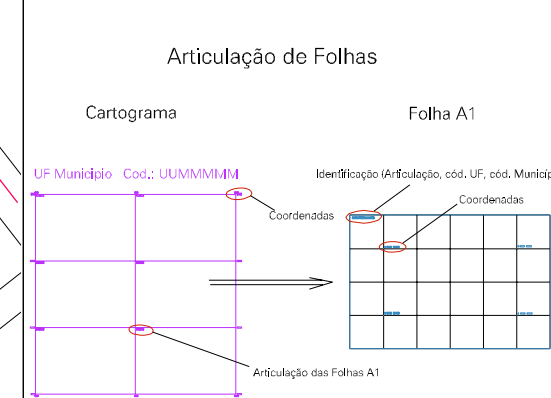 Articulação de Folhas
Cartograma
Folha A1
UF Municipio Cod.: UUMMMMM
Identificação (Articulação, cód. UF, cód. Municíp
Coordenadas
Coordenadas
Articulação das Folhas A1